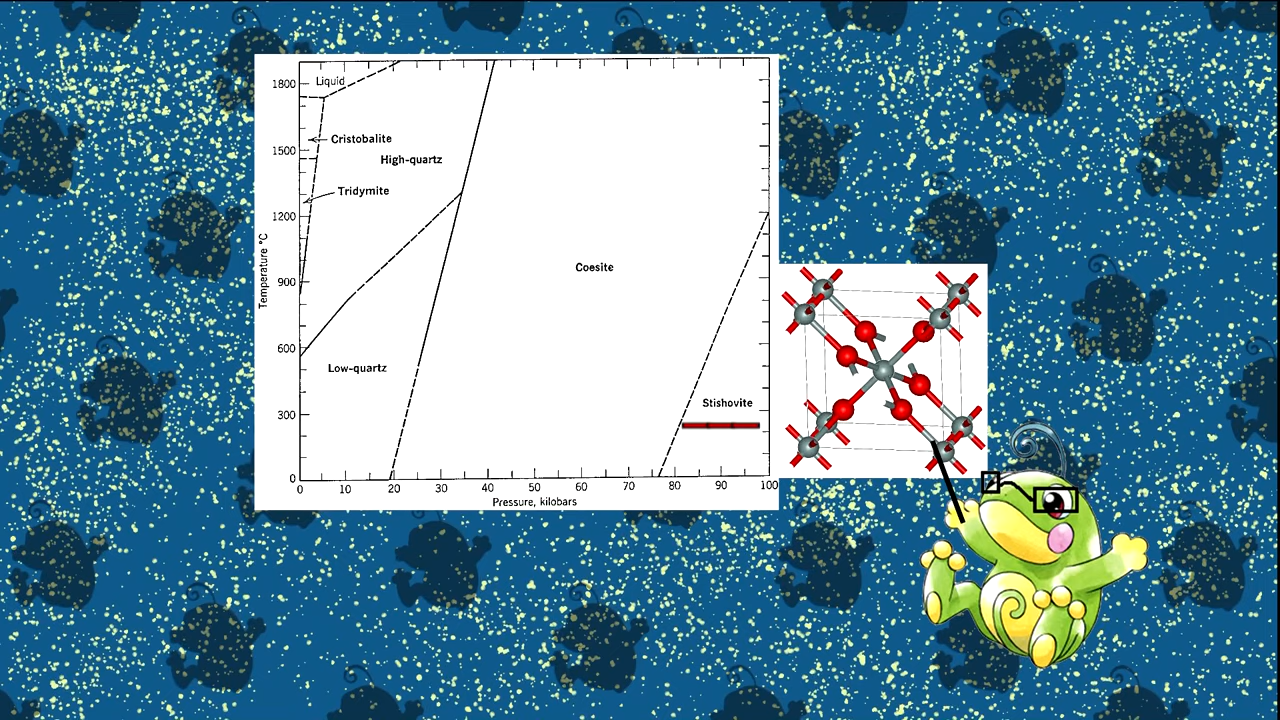 1800
Liquid
Cristobalite
1500
High-quartz
Tridymite
1200
Temperature °C
900
Coesite
600
Low-quartz
Stishovite
300
0
0 10 20 30 40 50 60 70 80 90 100
Pressure, kilobars